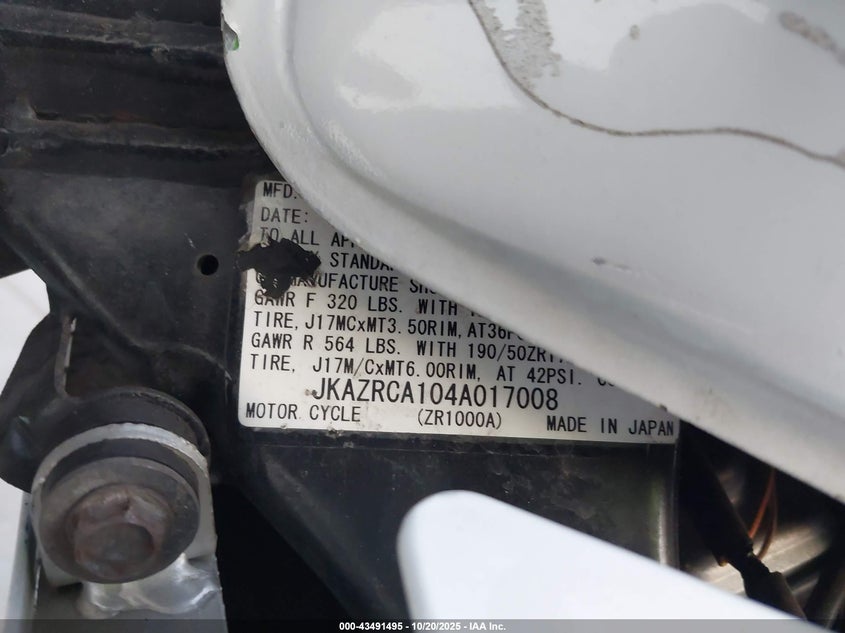 MFD.
DATE:
TO ALL
STANDA
MANUFACTURE
GAWR F 320 LBS. WITH
TIRE, J17MCxMT3.50RIM, AT36P
GAWR R 564 LBS. WITH 190/50ZR17
TIRE, J17M/CxMT6.00RIM, AT 42PSI.
JKAZRCA104A017008
MOTOR CYCLE (ZR1000A) MADE IN JAPAN
000-43491495 - 10/20/2025 - IAA Inc.